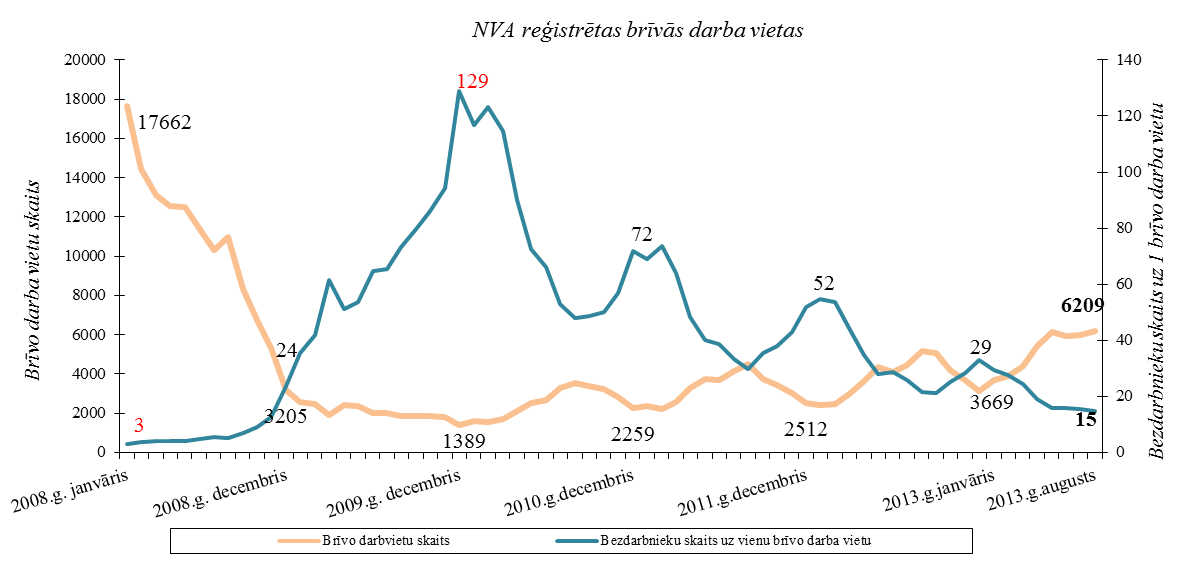 NVA reģistrētas brīvās darba vietas
Brīvo darba vietu skaits
20000
18000
16000
14000
12000
10000
8000
6000
4000
2000
0
140
120
100
80
60
40
20
0
Bezdarbnieku skaits uz 1 brīvo darba vietu
17662
3
24
3205
129
1389
72
2259
52
2512
29
3669
6209
15
2008.g. janvāris
2008.g. decembris
2009.g. decembris
2010.g.decembris
2011.g.decembris
2013.g.janvāris
2013.g.augusts
Brīvo darbvietu skaits
Bezdarbnieku skaits uz vienu brīvo darba vietu